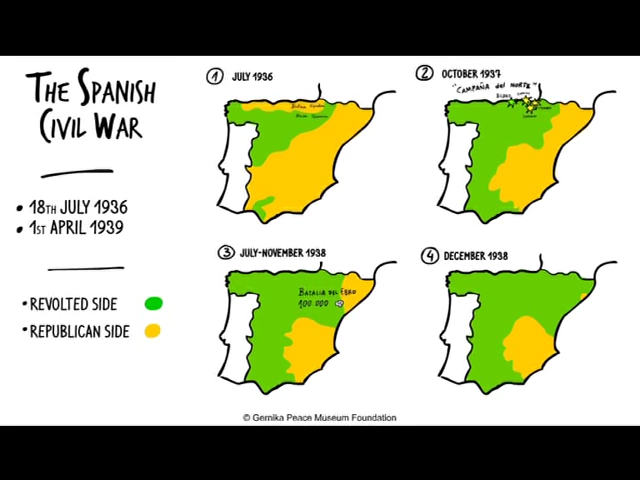 THE SPANISH
CIVIL WAR
• 18TH JULY 1936
• 1ST APRIL 1939
• REVOLTED SIDE
• REPUBLICAN SIDE
1 JULY 1936
2 OCTOBER 1937
"CAMPAÑA del NORTE"
3 JULY-NOVEMBER 1938
BATALLA DEL EBRO
100.000
4 DECEMBER 1938
© Gernika Peace Museum Foundation